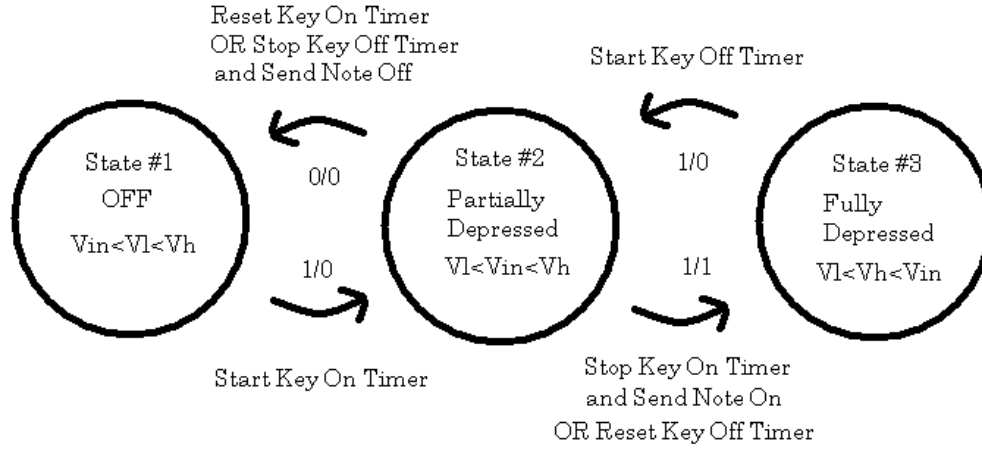 Reset Key On Timer
OR Stop Key Off Timer
and Send Note Off
Start Key Off Timer
State #1
OFF
Vin<Vl<Vh
0/0
1/0
State #2
Partially
Depressed
Vl<Vin<Vh
1/0
1/1
State #3
Fully
Depressed
Vl<Vh<Vin
Start Key On Timer
Stop Key On Timer
and Send Note On
OR Reset Key Off Timer